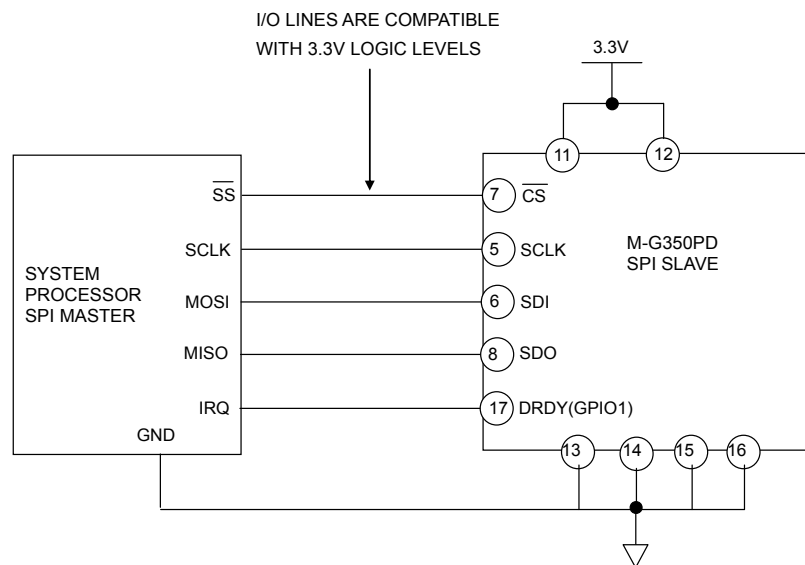 I/O LINES ARE COMPATIBLE
WITH 3.3V LOGIC LEVELS
3.3V
11
12
SS
7
CS
SCLK
5
SCLK
M-G350PD
SPI SLAVE
SYSTEM
PROCESSOR
SPI MASTER
MOSI
6
SDI
MISO
8
SDO
IRQ
17
DRDY(GPIO1)
GND
13
14
15
16